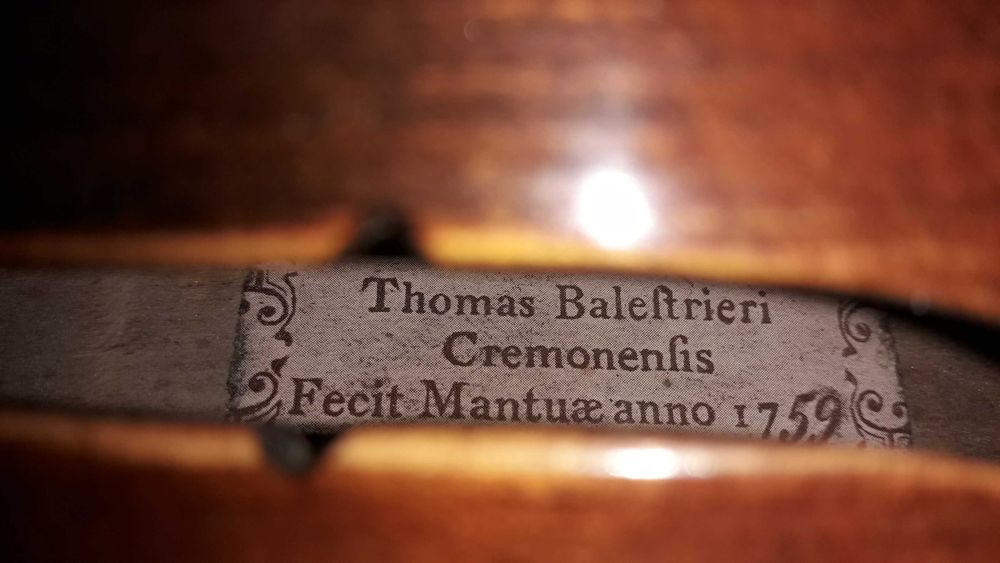 Thomas Baleſtrieri
Cremonenſis
Fecit Mantuæ anno 1759